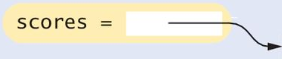 scores =